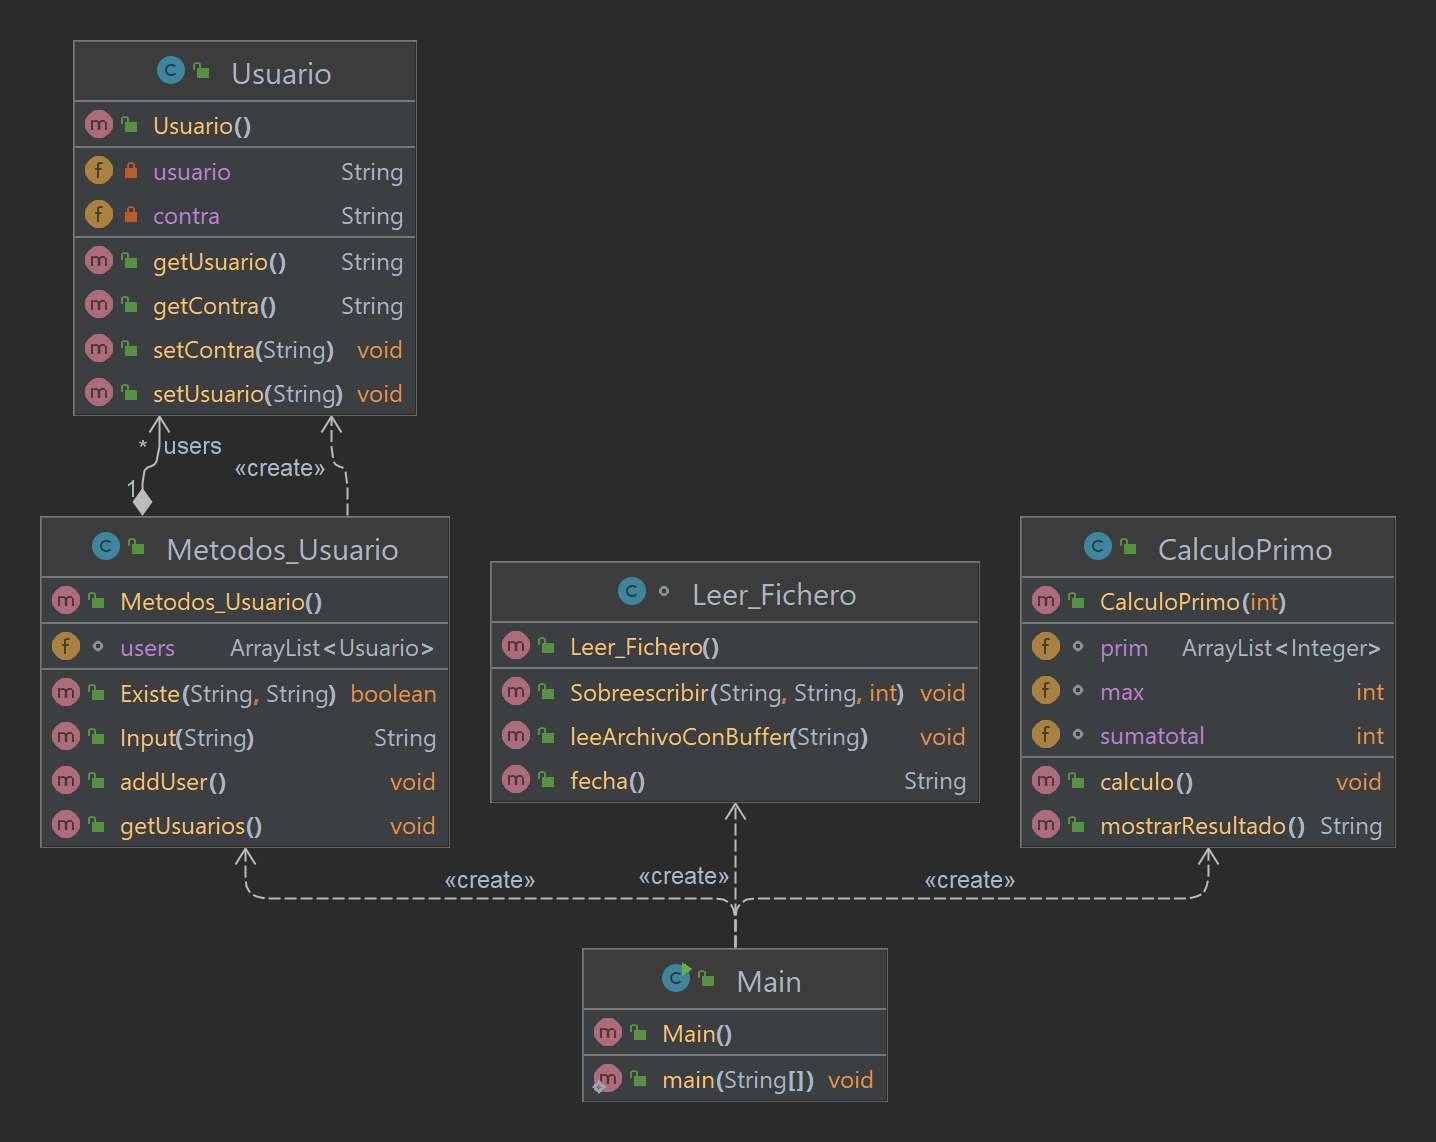 Usuario
Usuario()
usuario String
contra String
getUsuario() String
getContra() String
setContra(String) void
setUsuario(String) void
* users
«create»
1
Metodos_Usuario
Metodos_Usuario()
users ArrayList<Usuario>
Existe(String, String) boolean
Input(String) String
addUser() void
getUsuarios() void
Leer_Fichero
Leer_Fichero()
Sobreescribir(String, String, int) void
leeArchivoConBuffer(String) void
fecha() String
CalculoPrimo
CalculoPrimo(int)
prim ArrayList<Integer>
max int
sumatotal int
calculo() void
mostrarResultado() String
«create»
«create»
«create»
Main
Main()
main(String[]) void